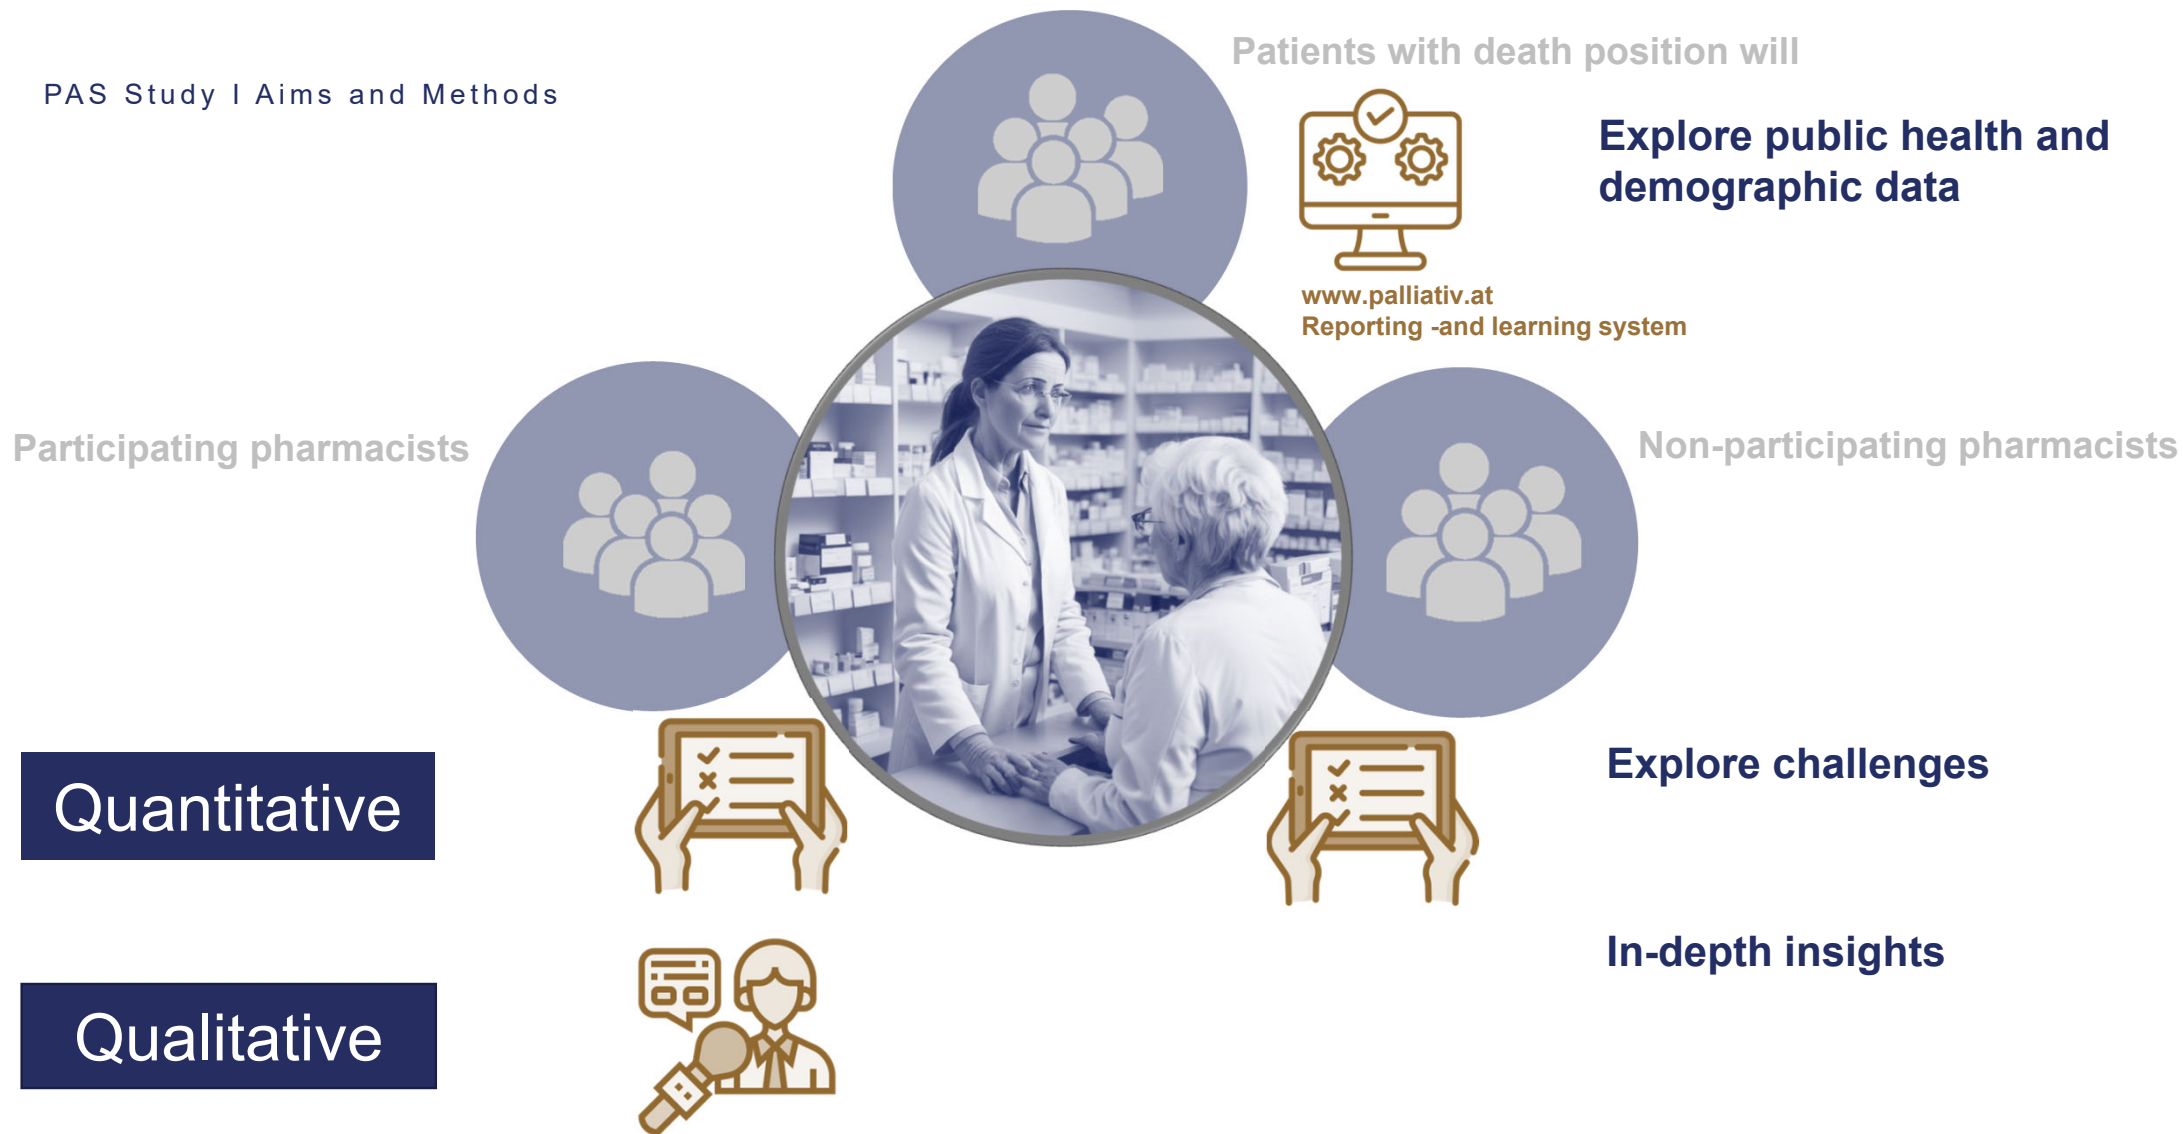 PAS Study I Aims and Methods
Patients with death position will
Explore public health and
demographic data
www.palliativ.at
Reporting -and learning system
Participating pharmacists
Non-participating pharmacists
Quantitative
Explore challenges
In-depth insights
Qualitative